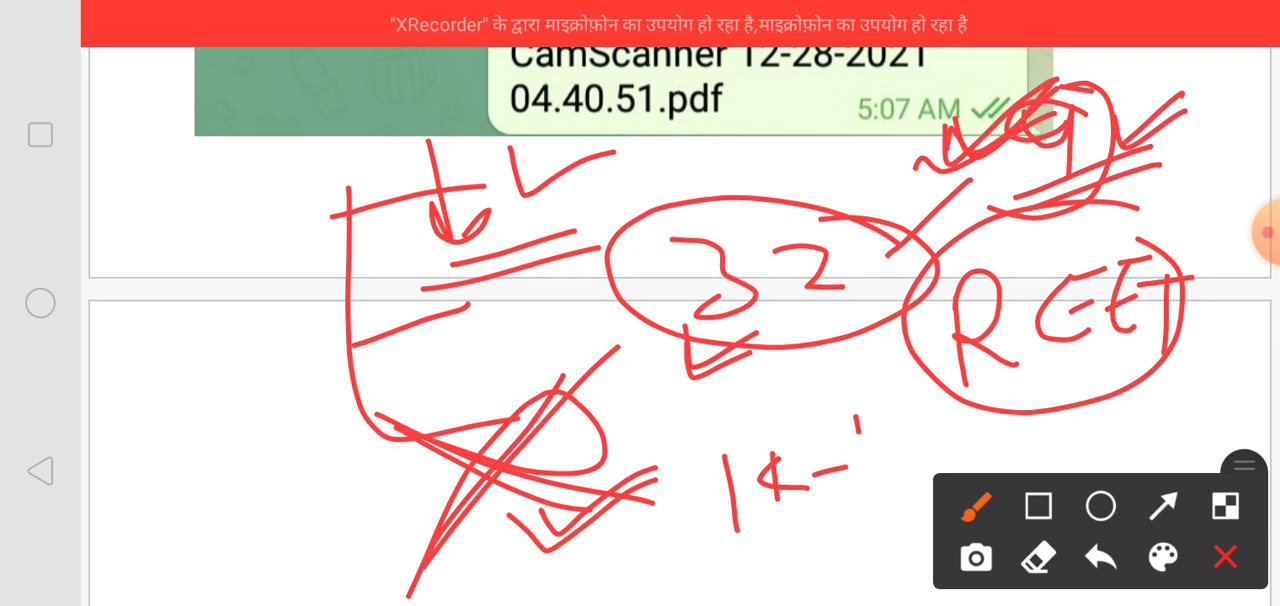 "XRecorder" के द्वारा माइक्रोफ़ोन का उपयोग हो रहा है,माइक्रोफ़ोन का उपयोग हो रहा है
CamScanner 12-28-2021
04.40.51.pdf
5:07 AM
32
REET